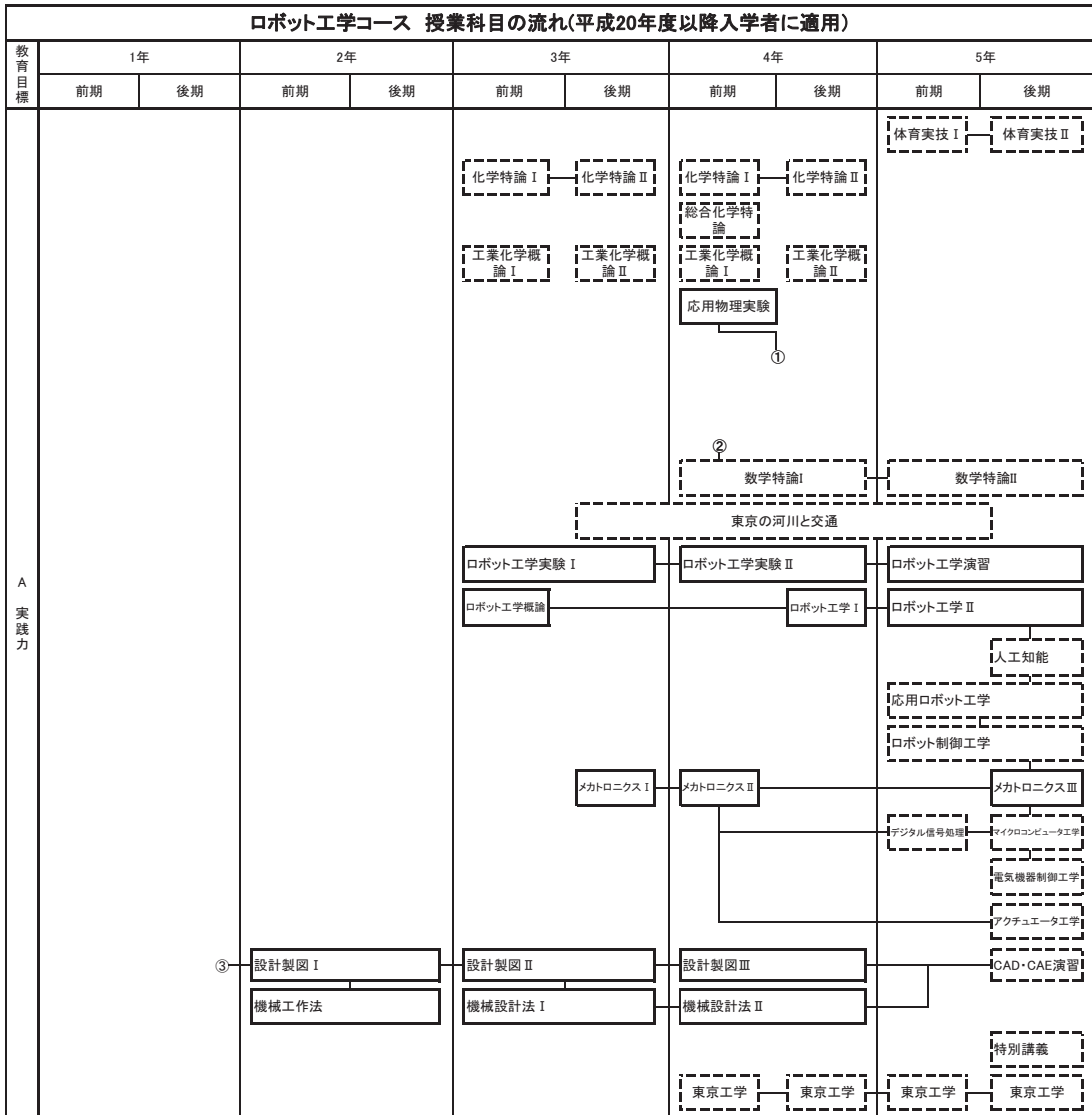 ロボット工学コース 授業科目の流れ(平成20年度以降入学者に適用)
教育目標
1年 2年 3年 4年 5年
前期 後期 前期 後期 前期 後期 前期 後期 前期 後期
体育実技Ⅰ 体育実技Ⅱ
化学特論Ⅰ 化学特論Ⅱ 化学特論Ⅰ 化学特論Ⅱ
総合化学特
論
工業化学概 工業化学概 工業化学概 工業化学概
論Ⅰ 論Ⅱ 論Ⅰ 論Ⅱ
応用物理実験
①
②
数学特論I 数学特論II
東京の河川と交通
ロボット工学実験Ⅰ ロボット工学実験Ⅱ ロボット工学演習
A 実践力
ロボット工学概論 ロボット工学Ⅰ ロボット工学Ⅱ
人工知能
応用ロボット工学
ロボット制御工学
メカトロニクスⅠ メカトロニクスⅡ メカトロニクスⅢ
デジタル信号処理 マイクロコンピュータ工学
電気機器制御工学
アクチュエータ工学
③ 設計製図Ⅰ 設計製図Ⅱ 設計製図Ⅲ CAD・CAE演習
機械工作法 機械設計法Ⅰ 機械設計法Ⅱ
特別講義
東京工学 東京工学 東京工学 東京工学